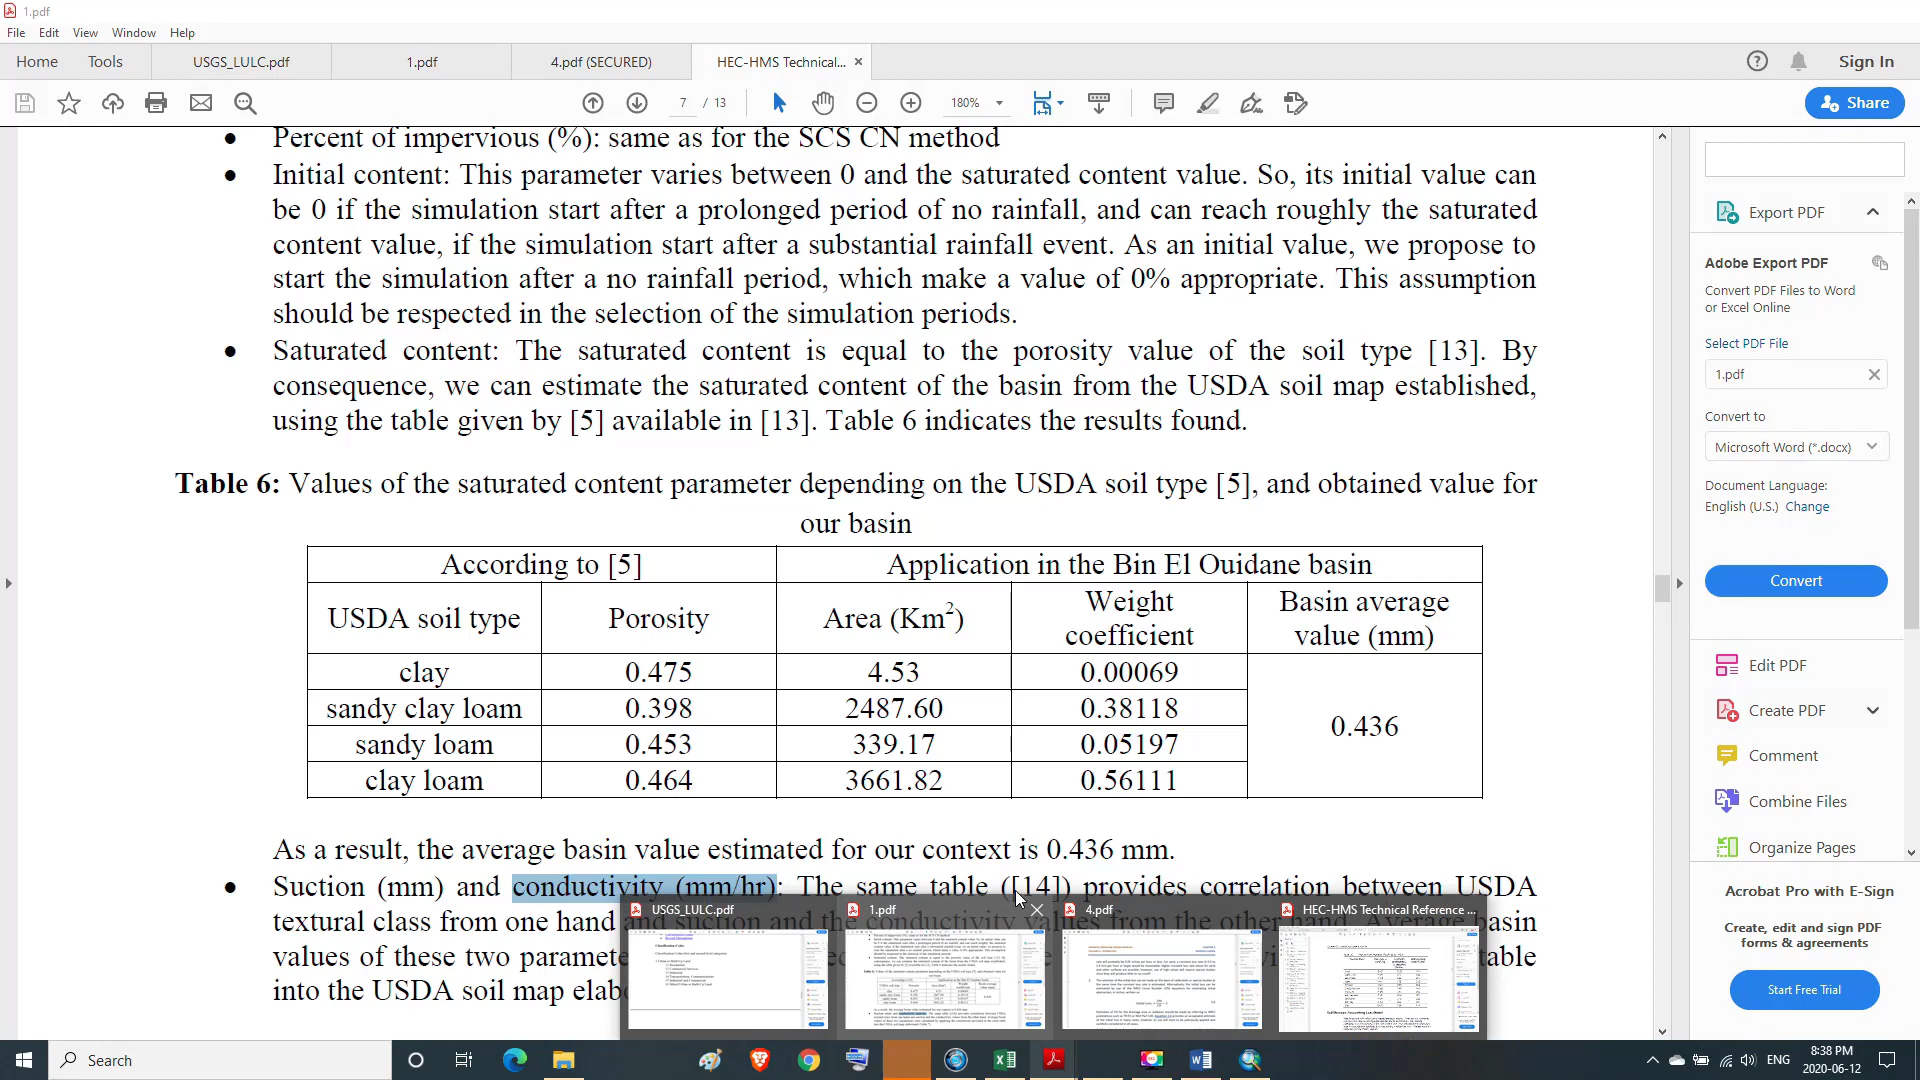 1.pdf
File Edit View Window Help
Home Tools USGS_LULC.pdf 1.pdf 4.pdf (SECURED) HEC-HMS Technical... Sign In
7 / 13 180% Share
Percent of impervious (%): same as for the SCS CN method
Initial content: This parameter varies between 0 and the saturated content value. So, its initial value can
be 0 if the simulation start after a prolonged period of no rainfall, and can reach roughly the saturated
content value, if the simulation start after a substantial rainfall event. As an initial value, we propose to
start the simulation after a no rainfall period, which make a value of 0% appropriate. This assumption
should be respected in the selection of the simulation periods.
Saturated content: The saturated content is equal to the porosity value of the soil type [13]. By
consequence, we can estimate the saturated content of the basin from the USDA soil map established,
using the table given by [5] available in [13]. Table 6 indicates the results found.
Table 6: Values of the saturated content parameter depending on the USDA soil type [5], and obtained value for
our basin
According to [5] Application in the Bin El Ouidane basin
USDA soil type Porosity Area (Km2) Weight coefficient Basin average value (mm)
clay 0.475 4.53 0.00069
sandy clay loam 0.398 2487.60 0.38118
0.436
sandy loam 0.453 339.17 0.05197
clay loam 0.464 3661.82 0.56111
As a result, the average basin value estimated for our context is 0.436 mm.
Suction (mm) and conductivity (mm/hr): The same table ([14]) provides correlation between USDA
textural class from one hand and suction and the conductivity values from the other hand. Average basin
values of these two parame
table
into the USDA soil map elab
USGS_LULC.pdf 1.pdf 4.pdf HEC-HMS Technical Reference ...
Export PDF
Adobe Export PDF
Convert PDF Files to Word
or Excel Online
Select PDF File
1.pdf
Convert to
Microsoft Word (*.docx)
Document Language:
English (U.S.) Change
Convert
Edit PDF
Create PDF
Comment
Combine Files
Organize Pages
Acrobat Pro with E-Sign
Create, edit and sign PDF
forms & agreements
Start Free Trial
Search
ENG
8:38 PM
2020-06-12